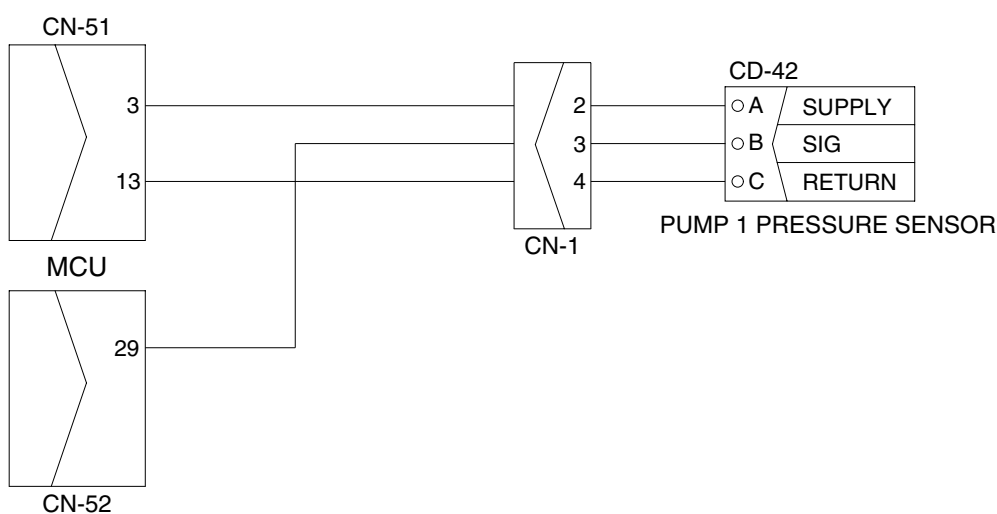 CN-51
CD-42
3
2
A SUPPLY
3
B SIG
13
4
C RETURN
PUMP 1 PRESSURE SENSOR
CN-1
MCU
29
CN-52